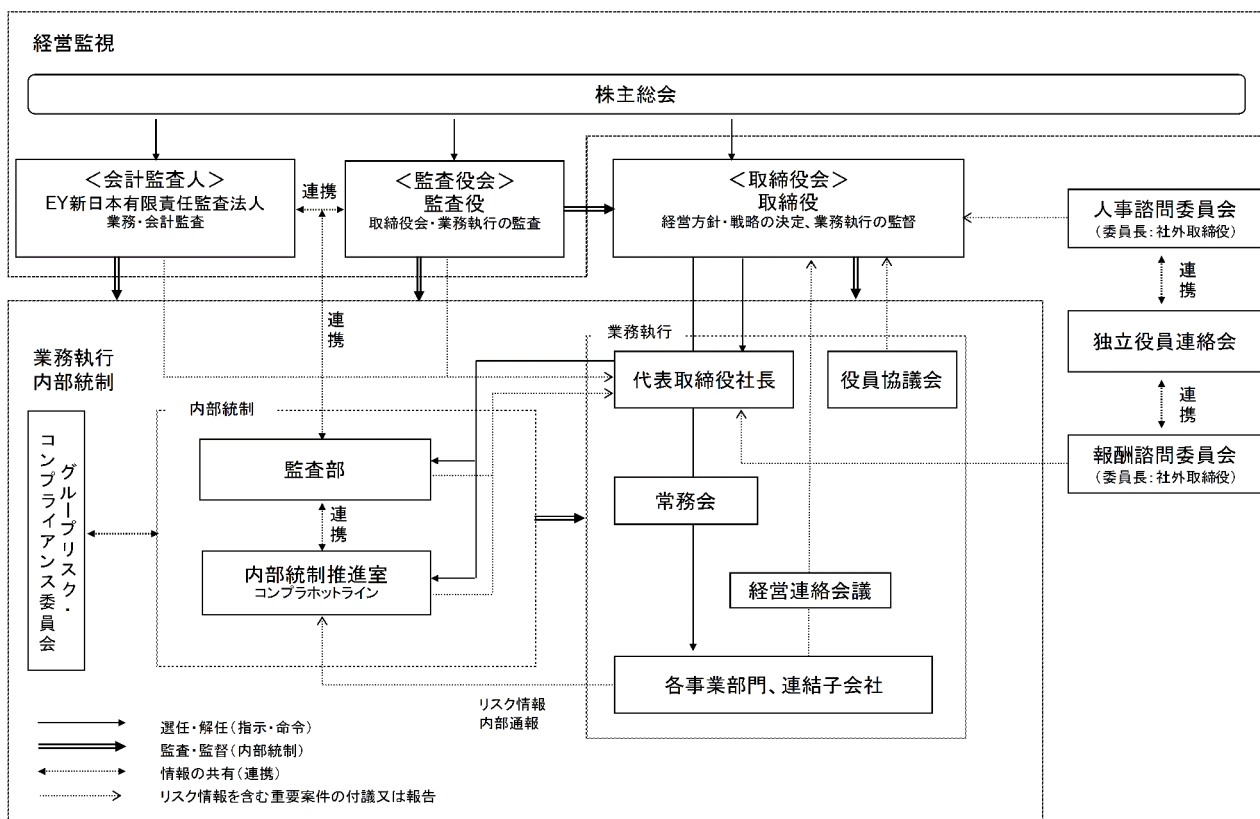 経営監視
株主総会
＜会計監査人＞
EY新日本有限責任監査法人
業務・会計監査
連携
＜監査役会＞
監査役
取締役会・業務執行の監査
＜取締役会＞
取締役
経営方針・戦略の決定、業務執行の監督
人事諮問委員会
（委員長：社外取締役）
連携
独立役員連絡会
連携
報酬諮問委員会
（委員長：社外取締役）
業務執行
内部統制
連携
業務執行
代表取締役社長
役員協議会
内部統制
監査部
連携
内部統制推進室
コンプラホットライン
グループリスク・
コンプライアンス委員会
常務会
経営連絡会議
各事業部門、連結子会社
リスク情報
内部通報
選任・解任（指示・命令）
監査・監督（内部統制）
情報の共有（連携）
リスク情報を含む重要案件の付議又は報告